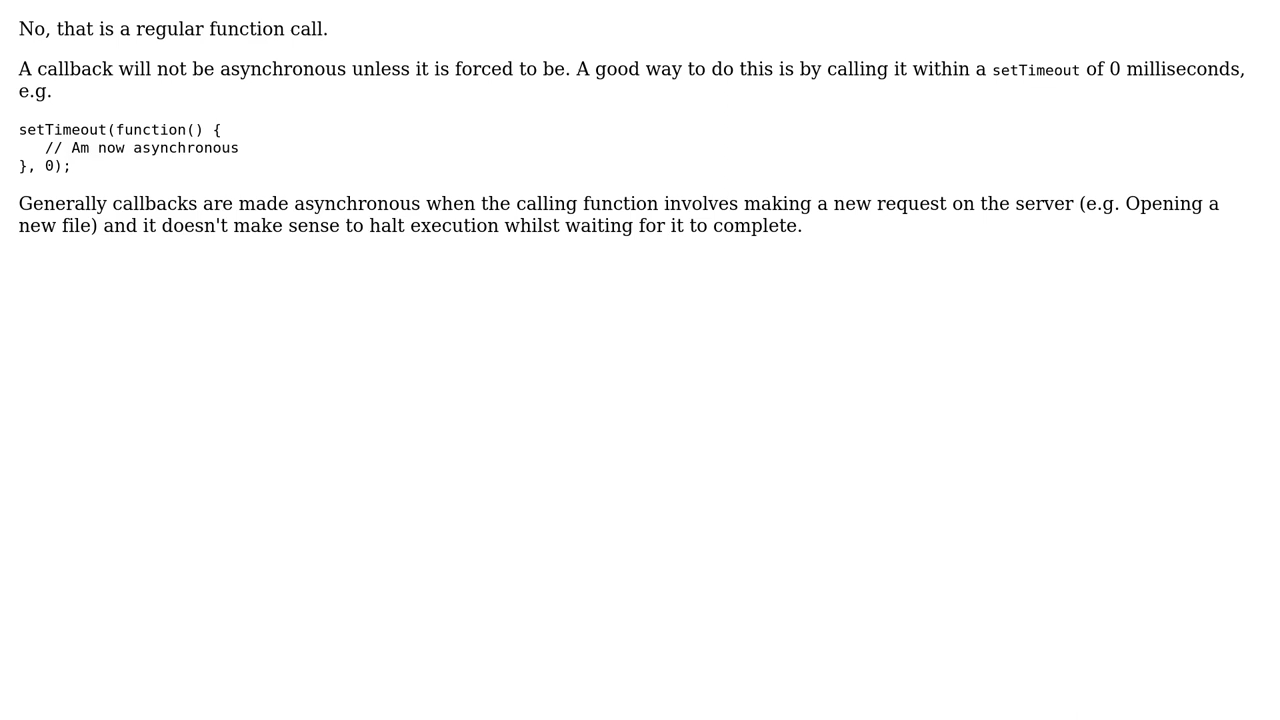 No, that is a regular function call.
A callback will not be asynchronous unless it is forced to be. A good way to do this is by calling it within a setTimeout of 0 milliseconds,
e.g.
setTimeout(function() {
   // Am now asynchronous
}, 0);
Generally callbacks are made asynchronous when the calling function involves making a new request on the server (e.g. Opening a
new file) and it doesn't make sense to halt execution whilst waiting for it to complete.